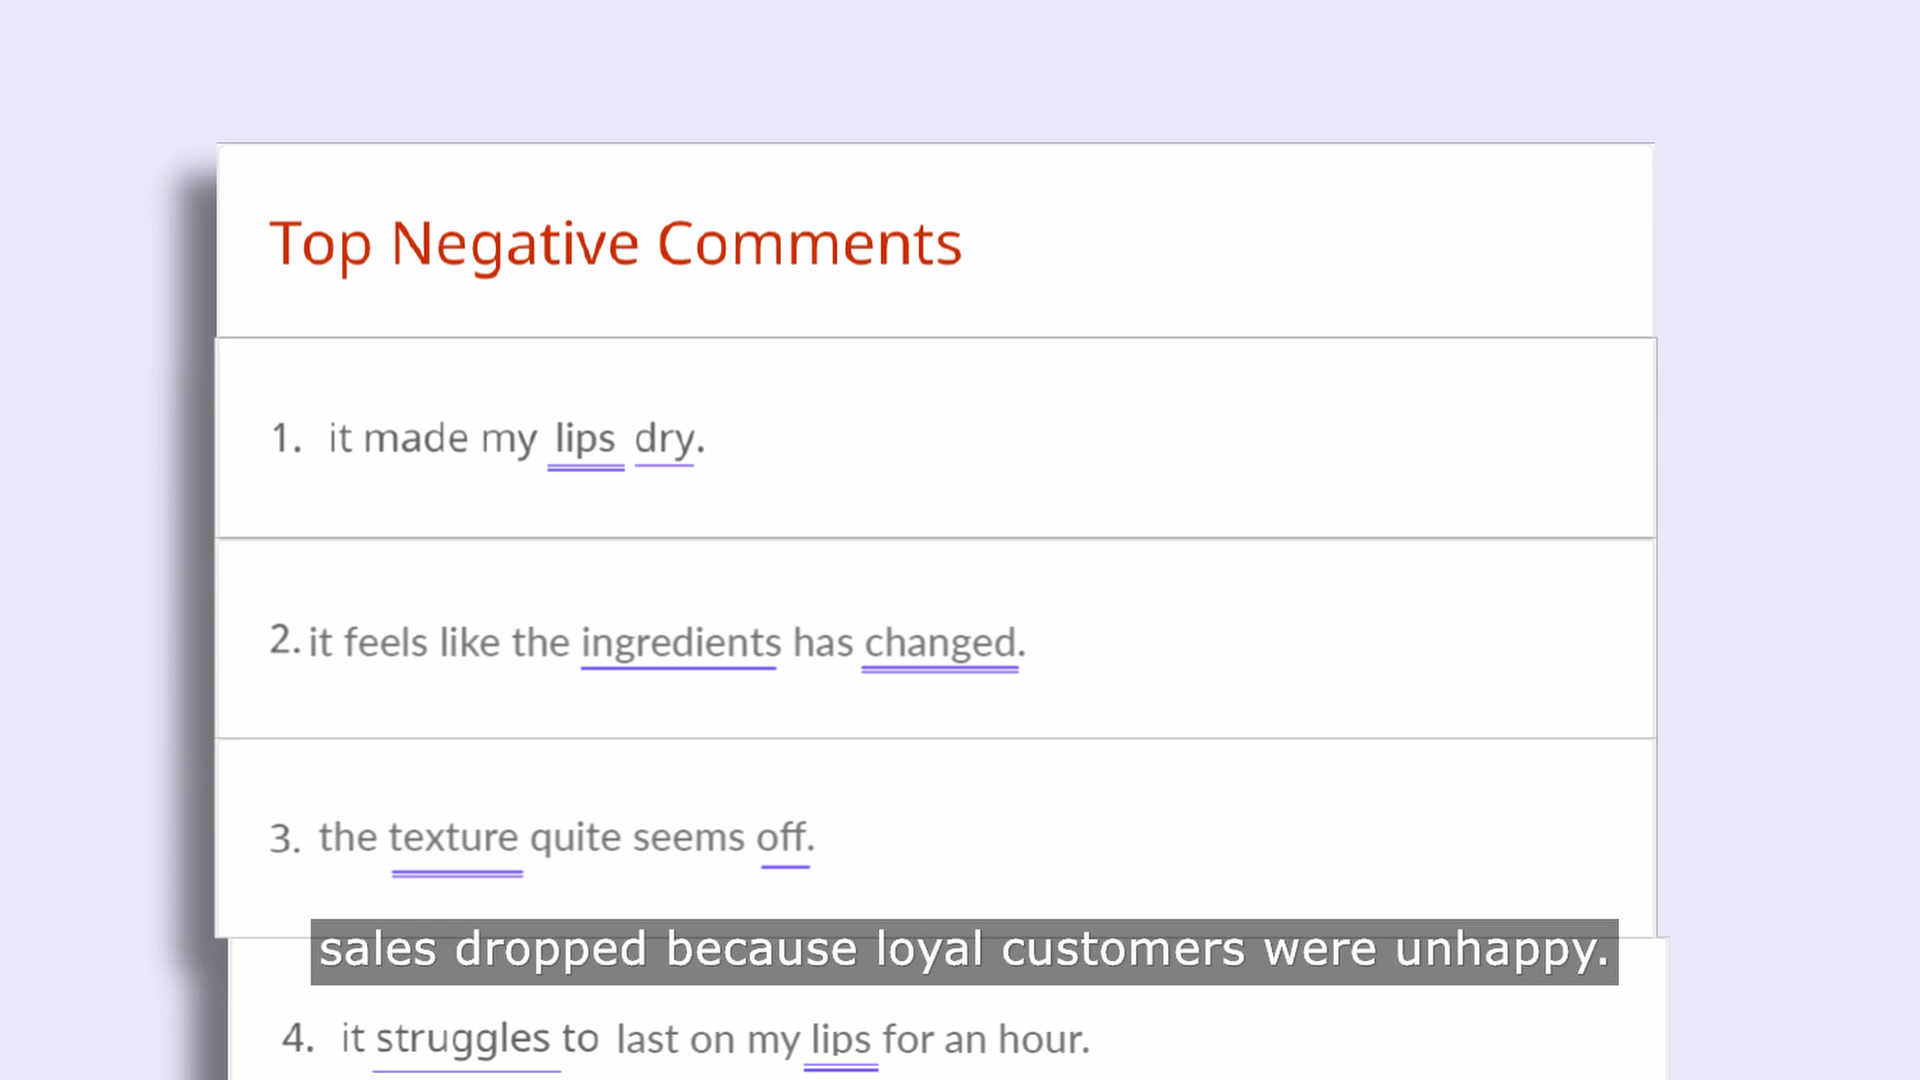 Top Negative Comments
1. it made my lips dry.
2. it feels like the ingredients has changed.
3. the texture quite seems off.
sales dropped because loyal customers were unhappy.
4. it struggles to last on my lips for an hour.